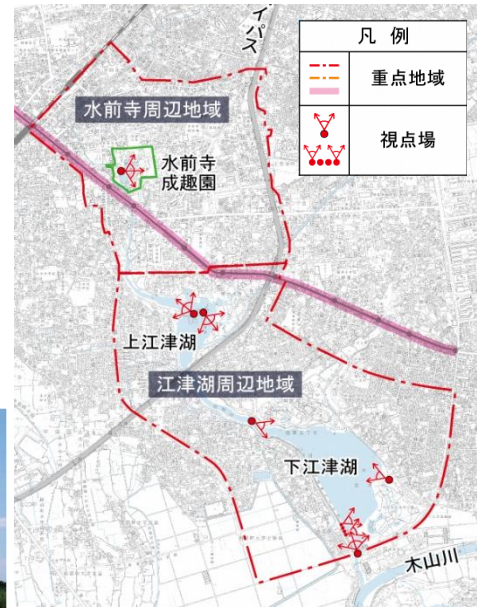 イパス
凡 例
重点地域
視点場
水前寺周辺地域
水前寺
成趣園
上江津湖
江津湖周辺地域
下江津湖
木山川